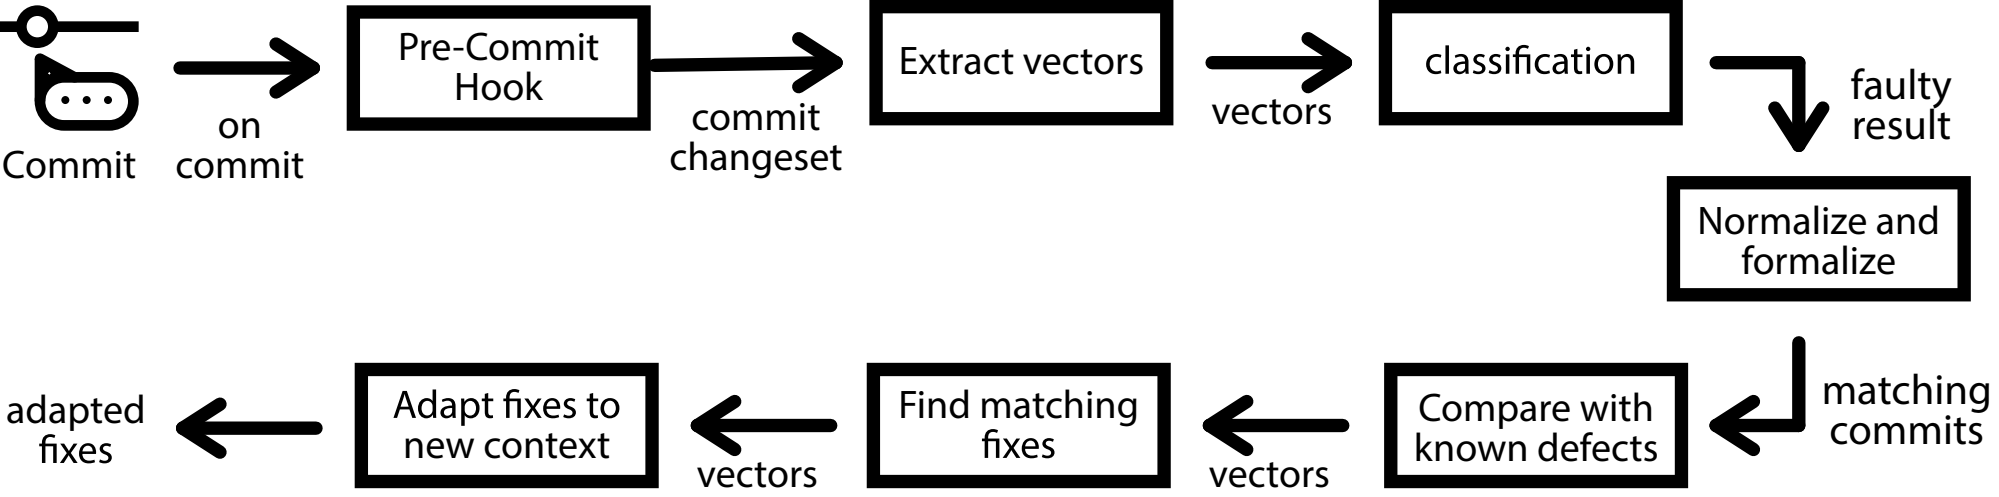 Commit
on
commit
Pre-Commit
Hook
commit
changeset
Extract vectors
vectors
classification
faulty
result
Normalize and
formalize
matching
commits
Compare with
known defects
vectors
Find matching
fixes
vectors
Adapt fixes to
new context
adapted
fixes